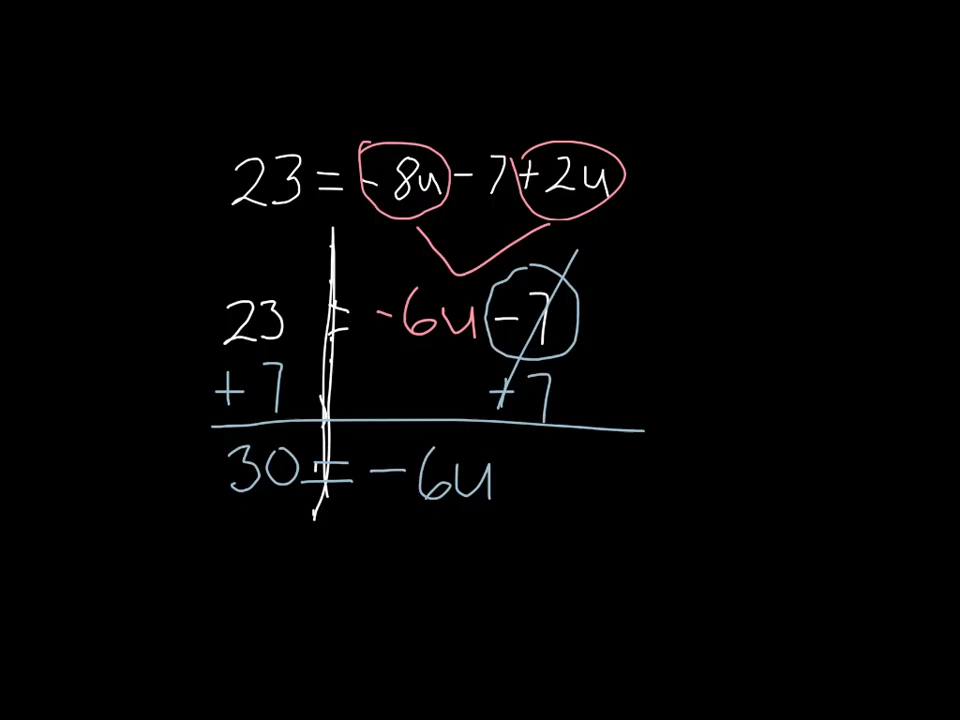 23 = -8u - 7 + 2u
23 = -6u - 7
+ 7 + 7
30 = -6u